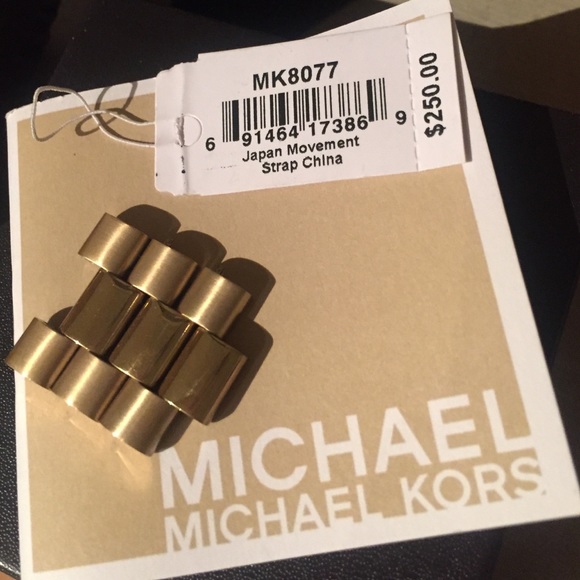 MK8077
6 91464 17386 9
Japan Movement
Strap China
$250.00
MICHAEL
MICHAEL KORS